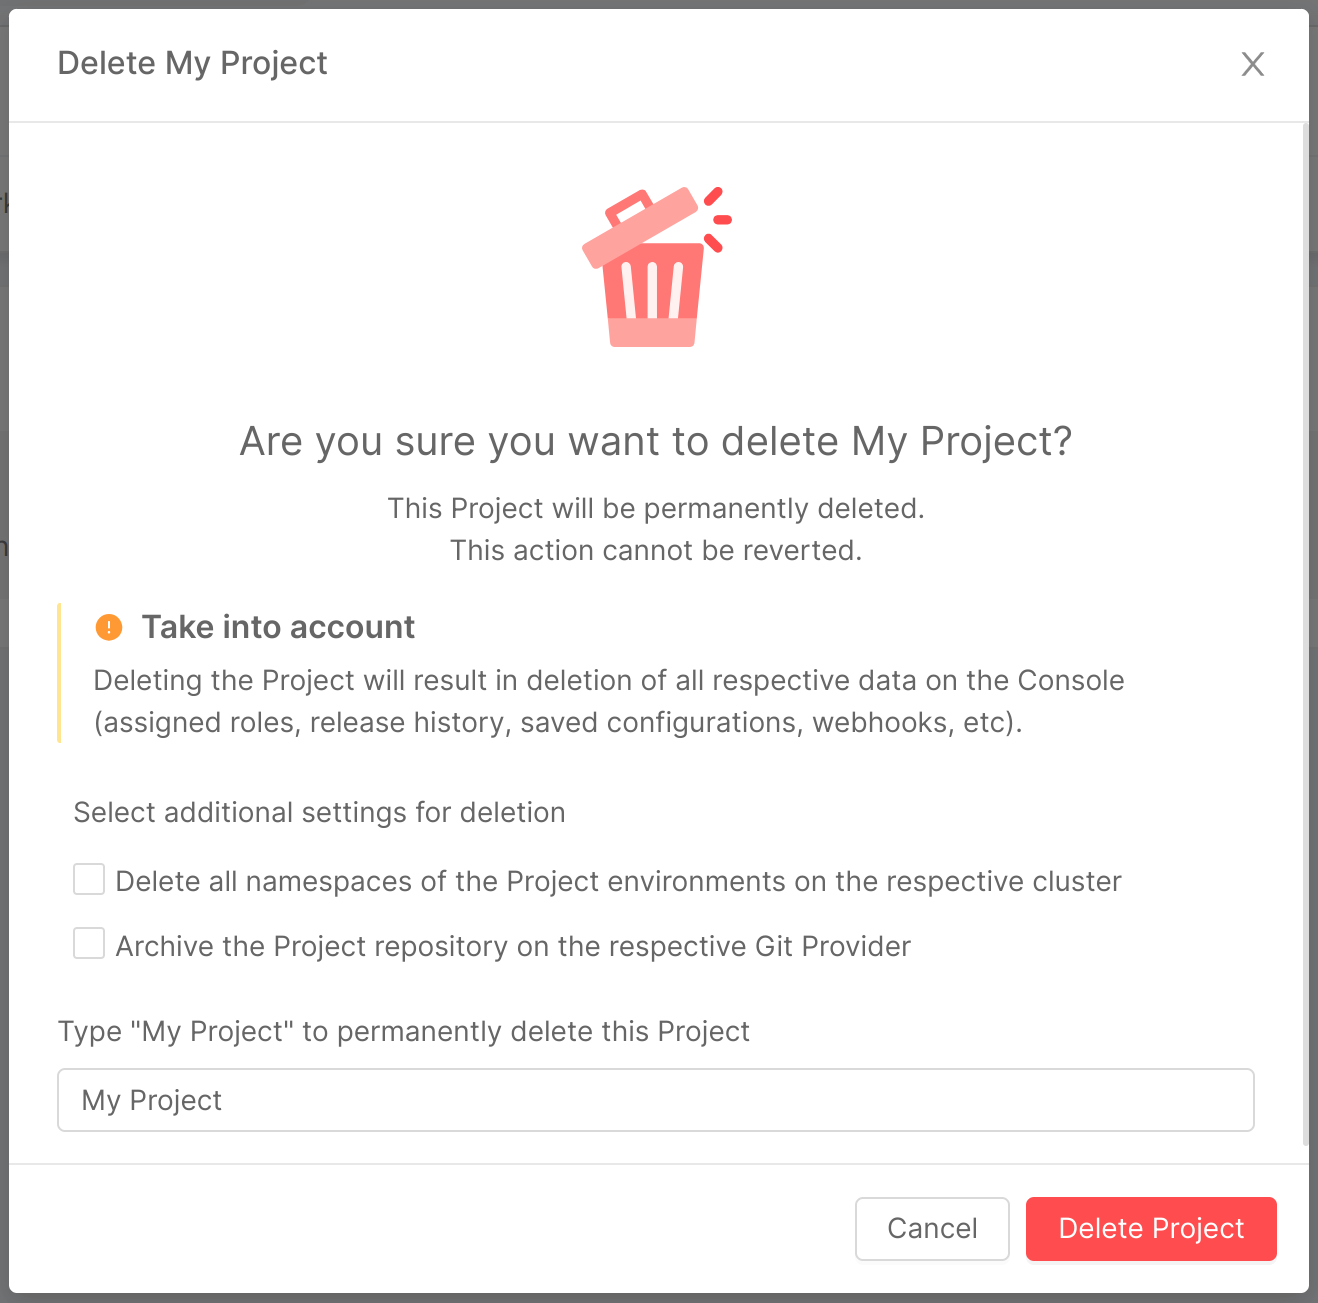 Delete My Project
Are you sure you want to delete My Project?
This Project will be permanently deleted.
This action cannot be reverted.
Take into account
Deleting the Project will result in deletion of all respective data on the Console
(assigned roles, release history, saved configurations, webhooks, etc).
Select additional settings for deletion
Delete all namespaces of the Project environments on the respective cluster
Archive the Project repository on the respective Git Provider
Type "My Project" to permanently delete this Project
My Project
Cancel
Delete Project